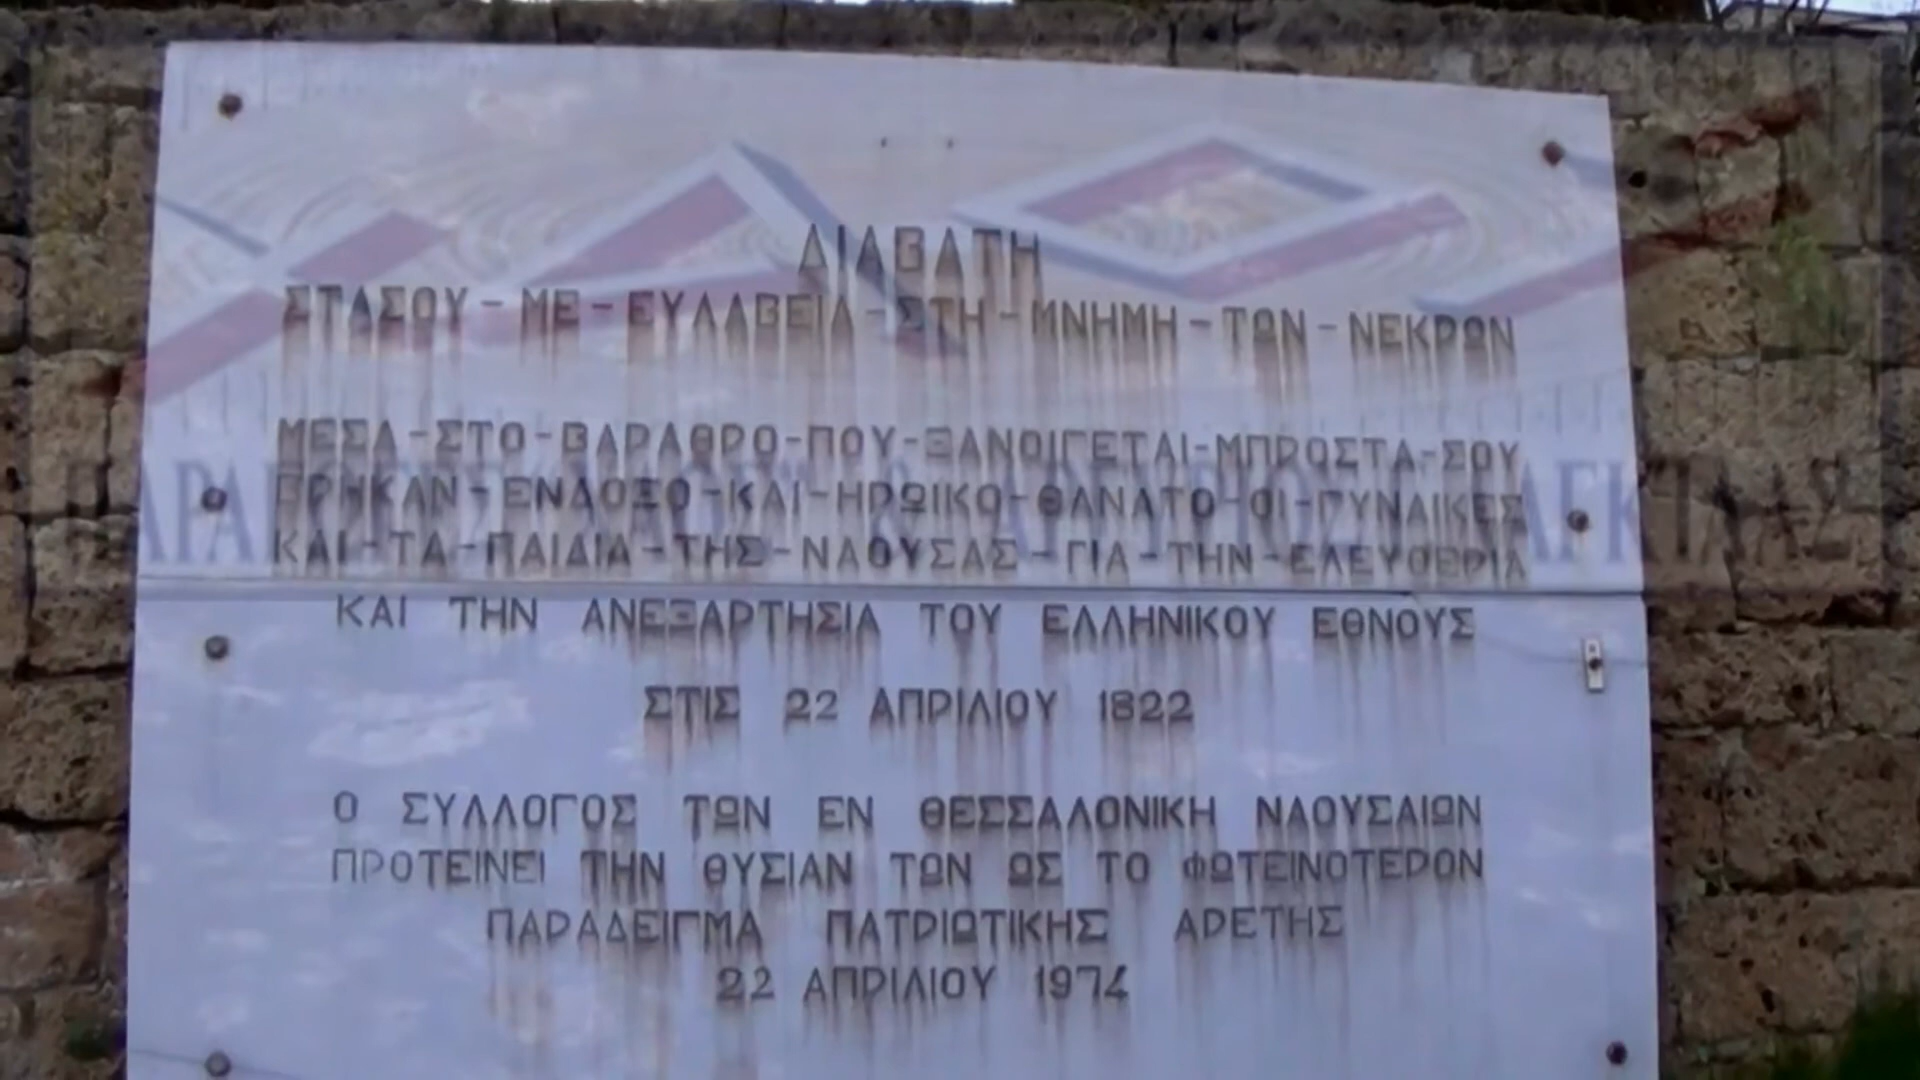 ΔΙΑΒΑΤΗ
ΣΤΑΣΟΥ-ΜΕ-ΕΥΛΑΒΕΙΑ-ΣΤΗ-ΜΝΗΜΗ-ΤΩΝ-ΝΕΚΡΩΝ
ΜΕΣΑ-ΣΤΟ-ΒΑΡΑΘΡΟ-ΠΟΥ-ΞΑΝΟΙΓΕΤΑΙ-ΜΠΡΟΣΤΑ-ΣΟΥ
ΒΡΗΚΑΝ-ΕΝΔΟΞΟ-ΚΑΙ-ΗΡΩΙΚΟ-ΘΑΝΑΤΟ-ΟΙ-ΓΥΝΑΙΚΕΣ
ΚΑΙ-ΤΑ-ΠΑΙΔΙΑ-ΤΗΣ-ΝΑΟΥΣΑΣ-ΓΙΑ-ΤΗΝ-ΕΛΕΥΘΕΡΙΑ
ΚΑΙ ΤΗΝ ΑΝΕΞΑΡΤΗΣΙΑ ΤΟΥ ΕΛΛΗΝΙΚΟΥ ΕΘΝΟΥΣ
ΣΤΙΣ 22 ΑΠΡΙΛΙΟΥ 1822
Ο ΣΥΛΛΟΓΟΣ ΤΩΝ ΕΝ ΘΕΣΣΑΛΟΝΙΚΗ ΝΑΟΥΣΑΙΩΝ
ΠΡΟΤΕΙΝΕΙ ΤΗΝ ΘΥΣΙΑΝ ΤΩΝ ΩΣ ΤΟ ΦΩΤΕΙΝΟΤΕΡΟΝ
ΠΑΡΑΔΕΙΓΜΑ ΠΑΤΡΙΩΤΙΚΗΣ ΑΡΕΤΗΣ
22 ΑΠΡΙΛΙΟΥ 1974